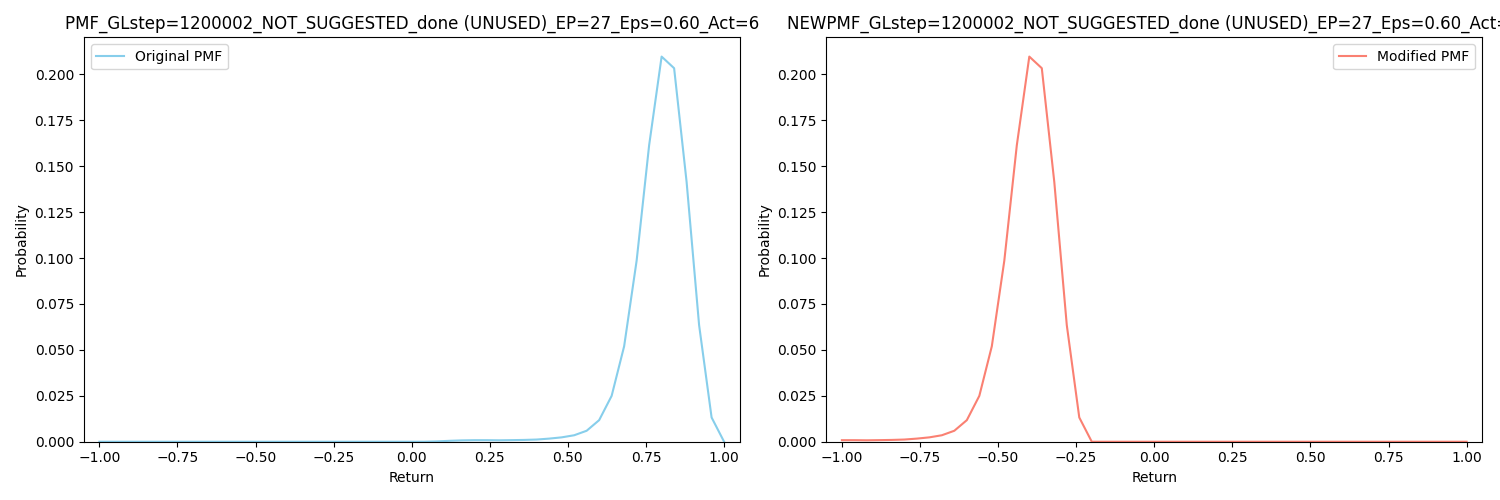 PMF_GLstep=1200002_NOT_SUGGESTED_done (UNUSED)_EP=27_Eps=0.60_Act=6
Original PMF
0.200
0.175
0.150
0.125
0.100
0.075
0.050
0.025
0.000
Probability
−1.00 −0.75 −0.50 −0.25 0.00 0.25 0.50 0.75 1.00
Return
NEWPMF_GLstep=1200002_NOT_SUGGESTED_done (UNUSED)_EP=27_Eps=0.60_Act=
Modified PMF
0.200
0.175
0.150
0.125
0.100
0.075
0.050
0.025
0.000
Probability
−1.00 −0.75 −0.50 −0.25 0.00 0.25 0.50 0.75 1.00
Return